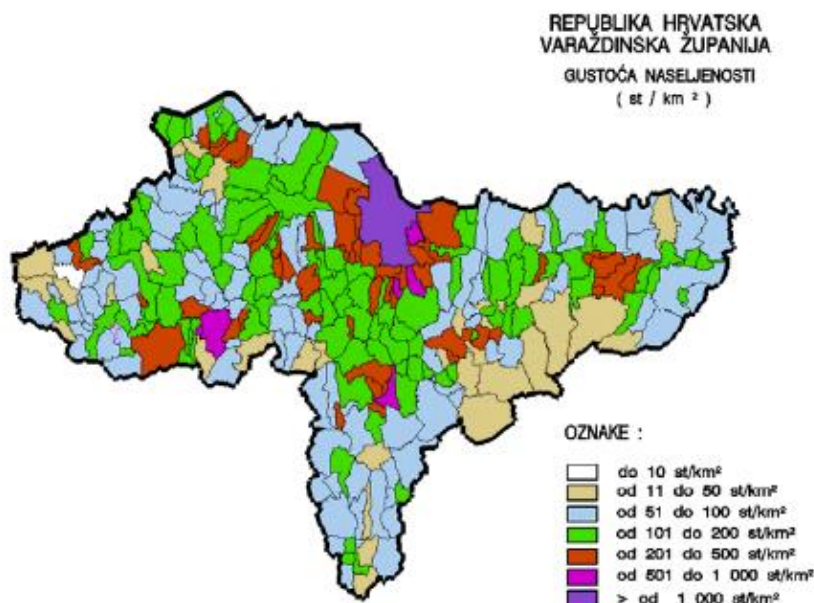 REPUBLIKA HRVATSKA
VARAŽDINSKA ŽUPANIJA
GUSTOĆA NASELJENOSTI
( st / km ² )
OZNAKE :
do 10 st/km²
od 11 do 50 st/km²
od 51 do 100 st/km²
od 101 do 200 st/km²
od 201 do 500 st/km²
od 501 do 1 000 st/km²
> od 1 000 st/km²